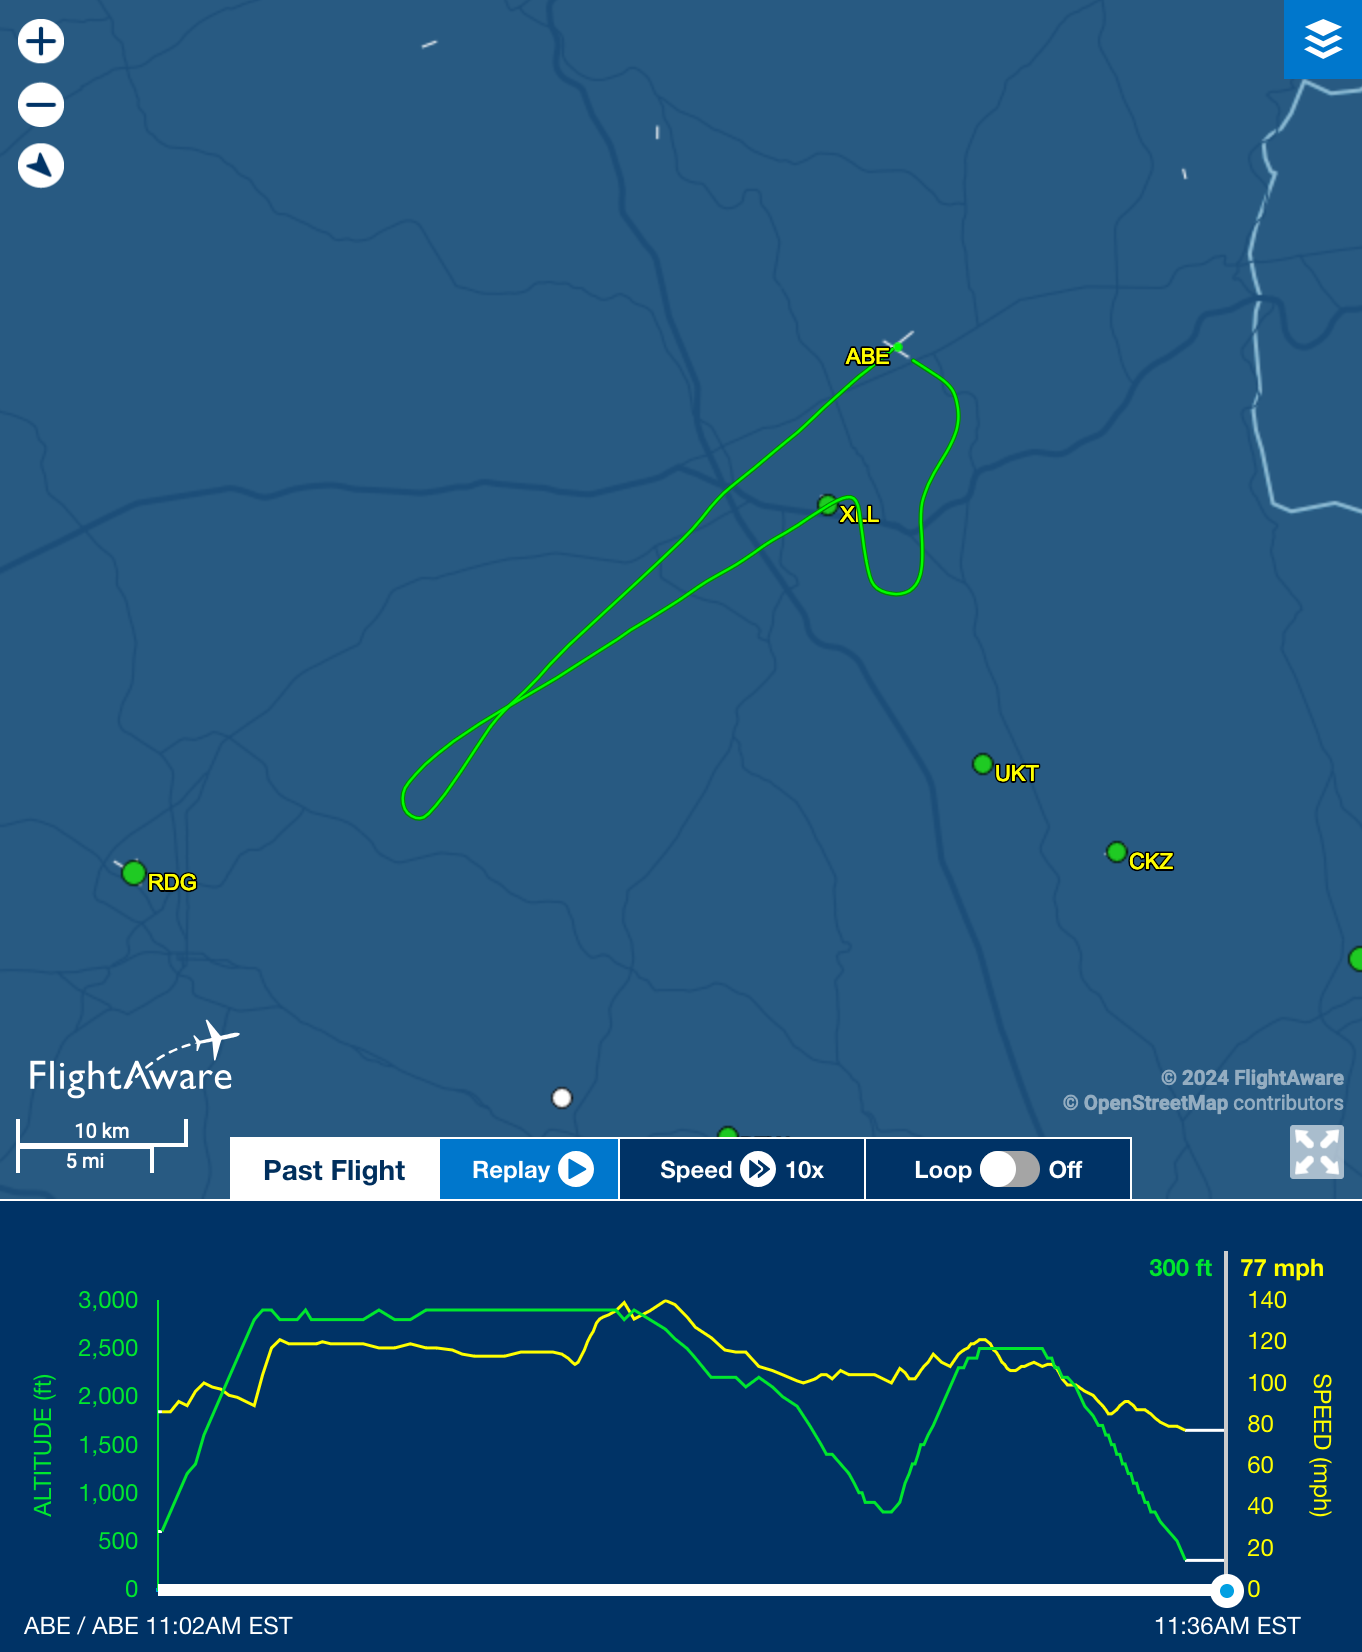 ABE
XLL
UKT
CKZ
RDG
FlightAware
© 2024 FlightAware
© OpenStreetMap contributors
10 km
5 mi
Past Flight
Replay
Speed 10x
Loop Off
300 ft 77 mph
3,000 140
2,500 120
2,000 100
1,500 80
1,000 60
500 40
20
0 0
ALTITUDE (ft)
SPEED (mph)
ABE / ABE 11:02AM EST 11:36AM EST